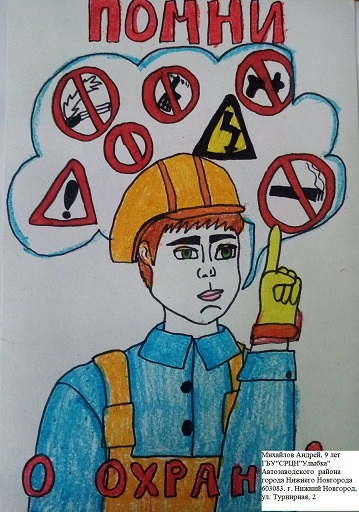 ПОМНИ
О ОХРАН
Михайлов Андрей, 9 лет
ГБУ"СРЦН"Улыбка"
Автозаводского района
города Нижнего Новгорода
603083, г. Нижний Новгород,
ул. Турнирная, 2